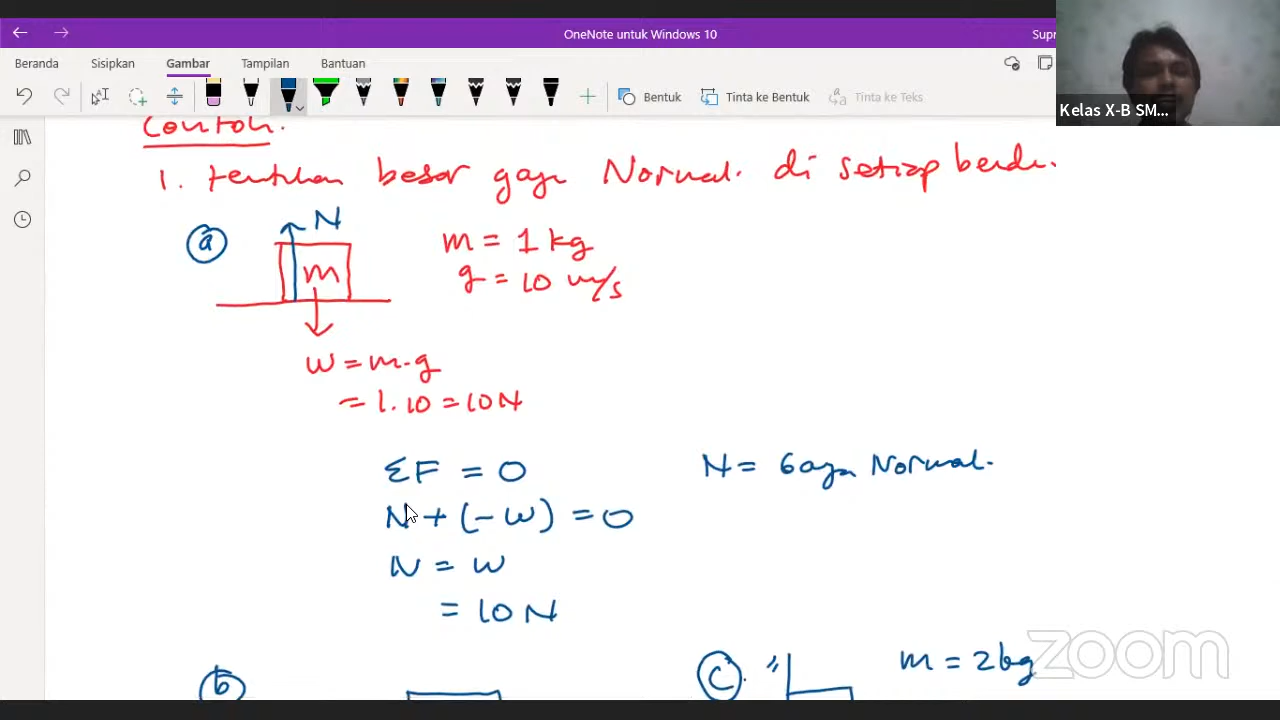 OneNote untuk Windows 10
Supr
Beranda Sisipkan Gambar Tampilan Bantuan
Bentuk Tinta ke Bentuk Tinta ke Teks
Kelas X-B SM...
Contoh.
1. tentukan besar gaya Normal. di setiap benda.
a N
m m = 1 kg
g = 10 m/s
w = m.g
= 1.10 = 10 N
ΣF = 0 N = Gaya Normal.
N + (-w) = 0
N = w
= 10 N
zoom
b C. m = 2 kg